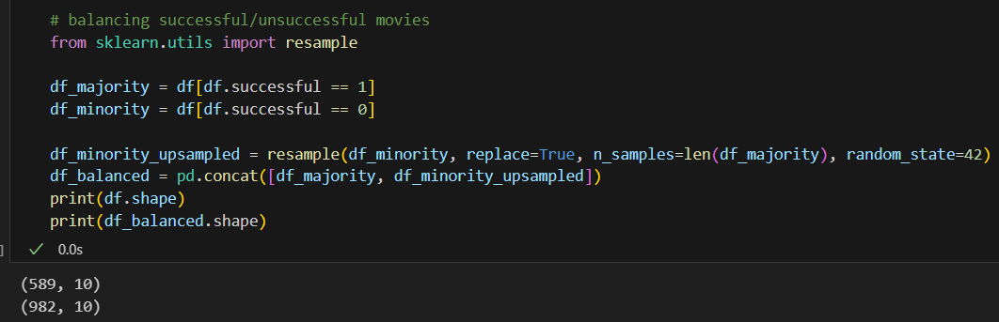 # balancing successful/unsuccessful movies
from sklearn.utils import resample
df_majority = df[df.successful == 1]
df_minority = df[df.successful == 0]
df_minority_upsampled = resample(df_minority, replace=True, n_samples=len(df_majority), random_state=42)
df_balanced = pd.concat([df_majority, df_minority_upsampled])
print(df.shape)
print(df_balanced.shape)
] ✓ 0.0s
(589, 10)
(982, 10)